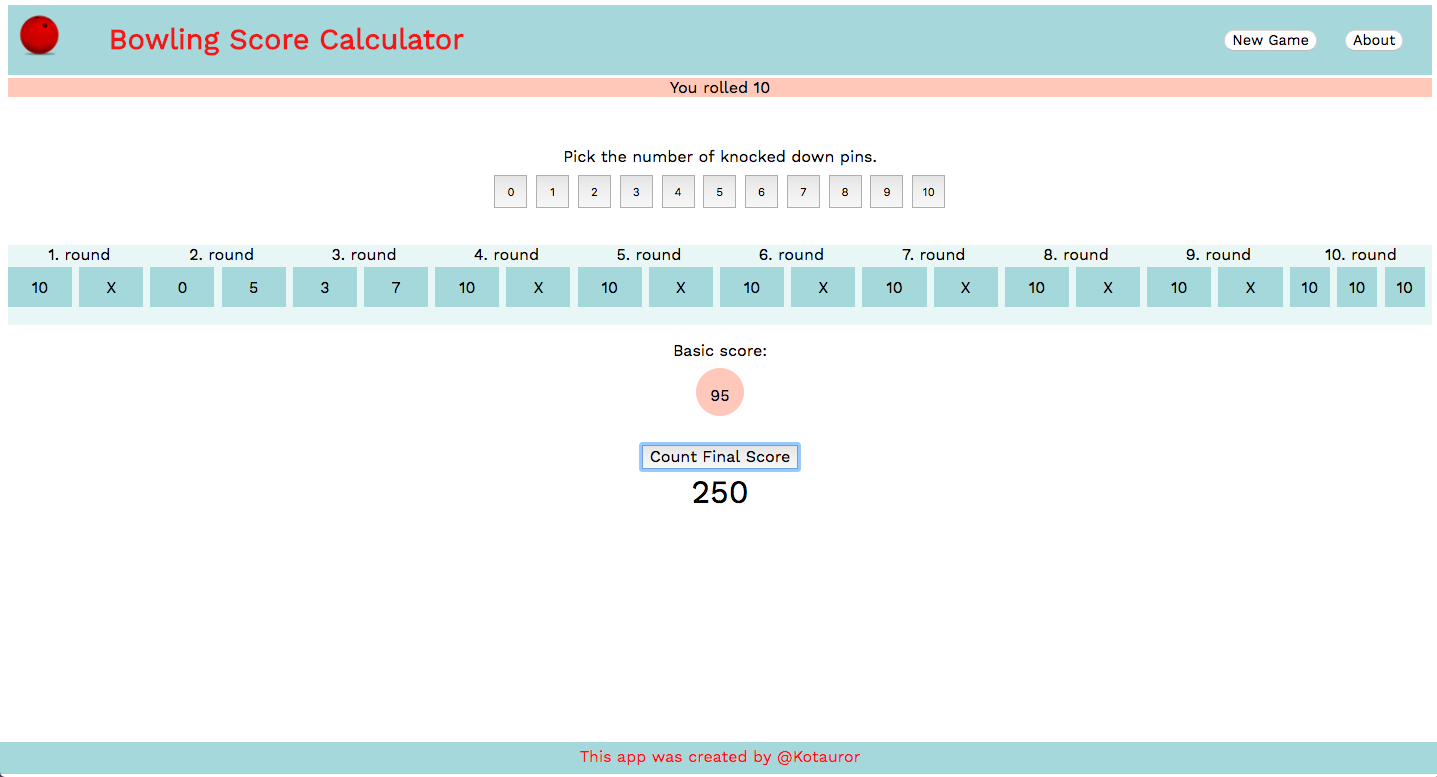 Bowling Score Calculator New Game About
You rolled 10
Pick the number of knocked down pins.
0 1 2 3 4 5 6 7 8 9 10
1. round 2. round 3. round 4. round 5. round 6. round 7. round 8. round 9. round 10. round
10 X 0 5 3 7 10 X 10 X 10 X 10 X 10 X 10 X 10 10 10
Basic score:
95
Count Final Score
250
This app was created by @Kotauror